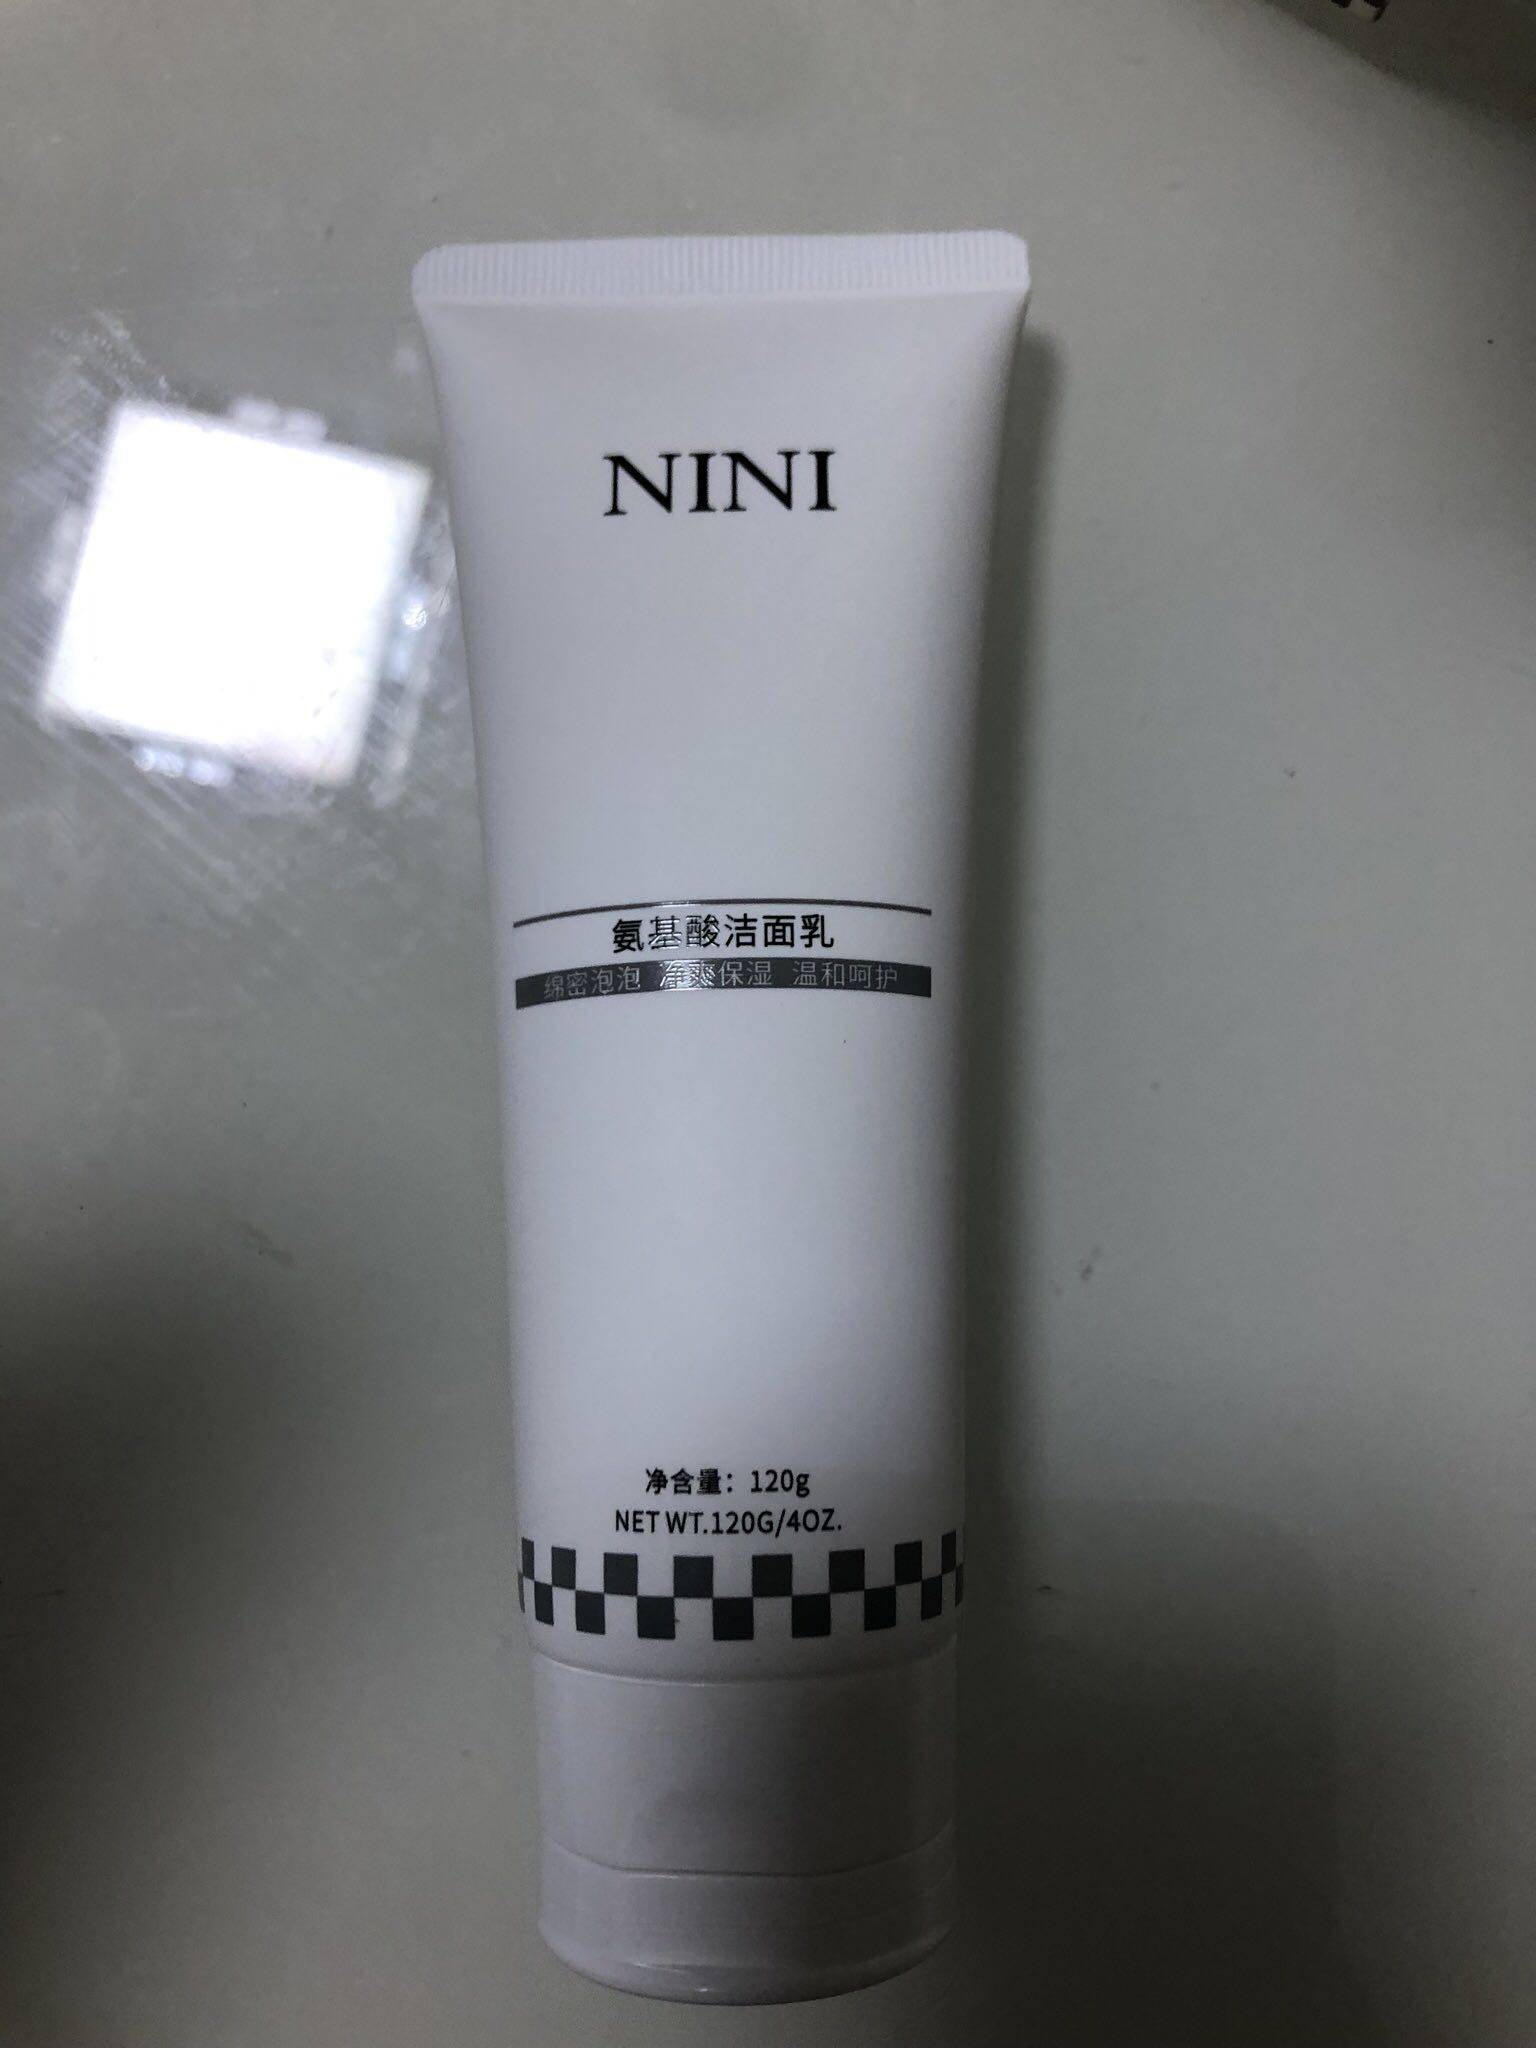 NINI
氨基酸洁面乳
绵密泡泡 净爽保湿 温和呵护
净含量：120g
NET WT.120G/4OZ.